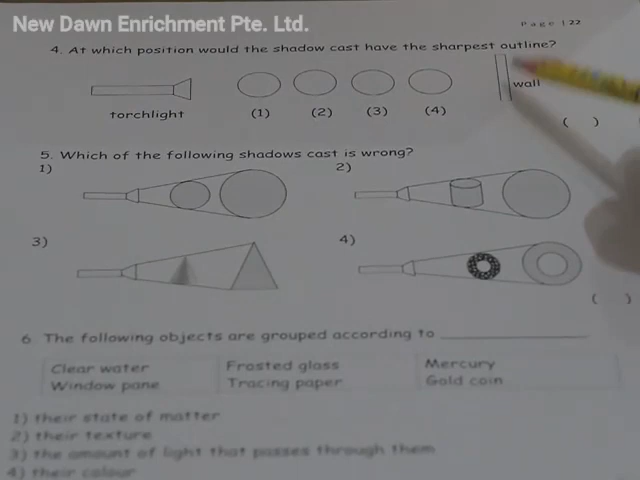 New Dawn Enrichment Pte. Ltd.
Page | 22
4. At which position would the shadow cast have the sharpest outline?
wall
torchlight (1) (2) (3) (4)
( )
5. Which of the following shadows cast is wrong?
1) 2)
3) 4)
( )
6. The following objects are grouped according to ____________
Clear water Frosted glass Mercury
Window pane Tracing paper Gold coin
1) their state of matter
2) their texture
3) the amount of light that passes through them
4) their colour